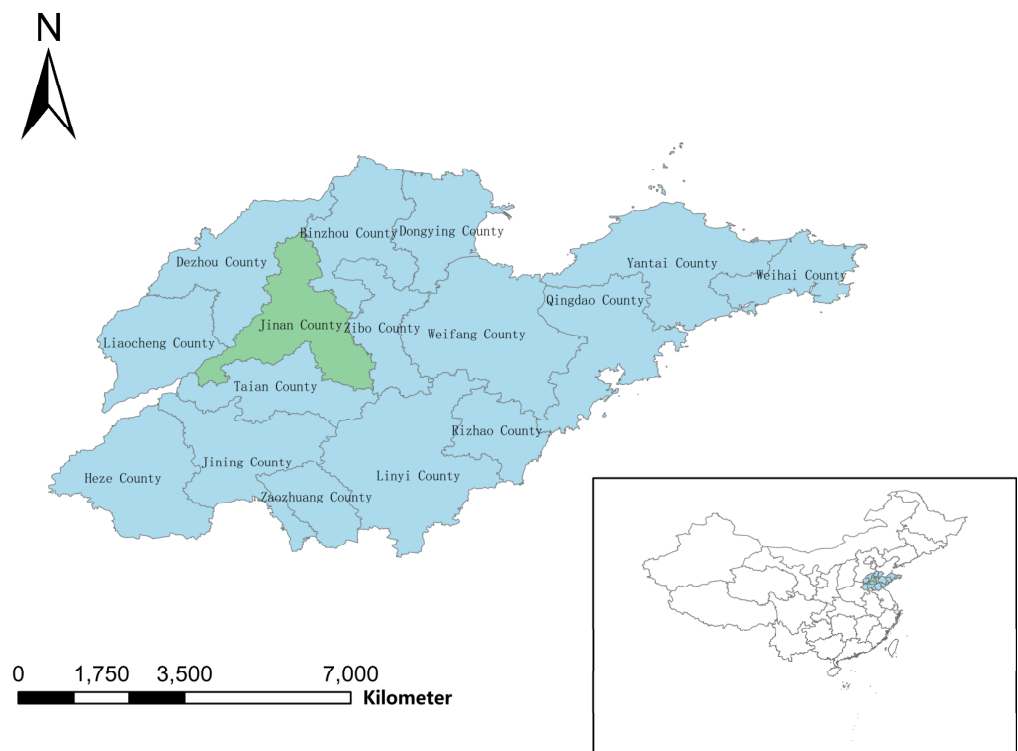 N
Binzhou County
Dongying County
Dezhou County
Yantai County
Weihai County
Qingdao County
Jinan County
Zibo County
Weifang County
Liaocheng County
Taian County
Rizhao County
Jining County
Linyi County
Heze County
Zaozhuang County
0 1,750 3,500 7,000
Kilometer